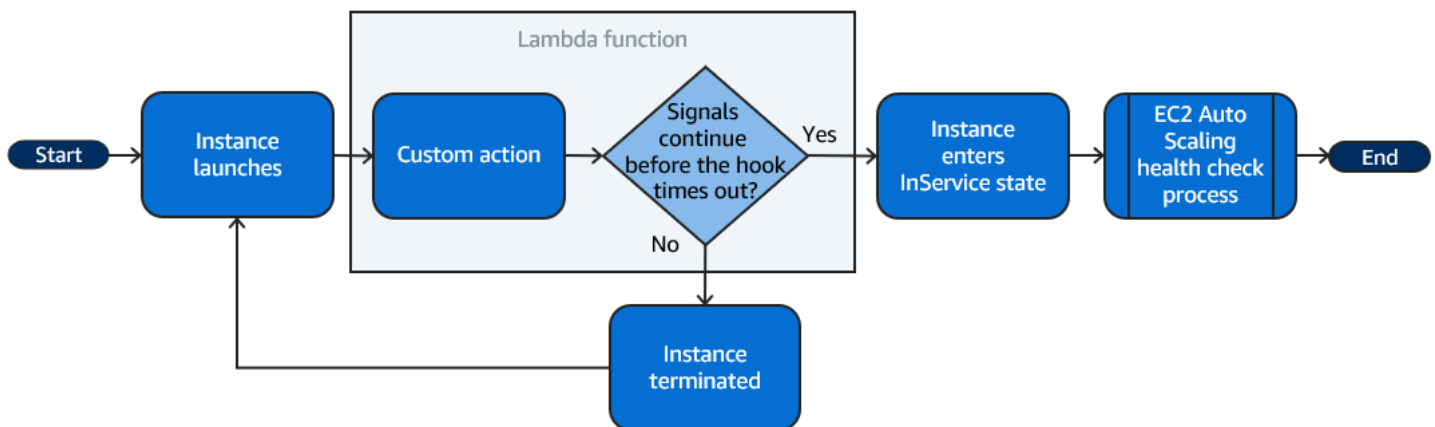 Lambda function
Start
Instance
launches
Custom action
Signals
continue
before the hook
times out?
Yes
No
Instance
enters
InService state
EC2 Auto
Scaling
health check
process
End
Instance
terminated